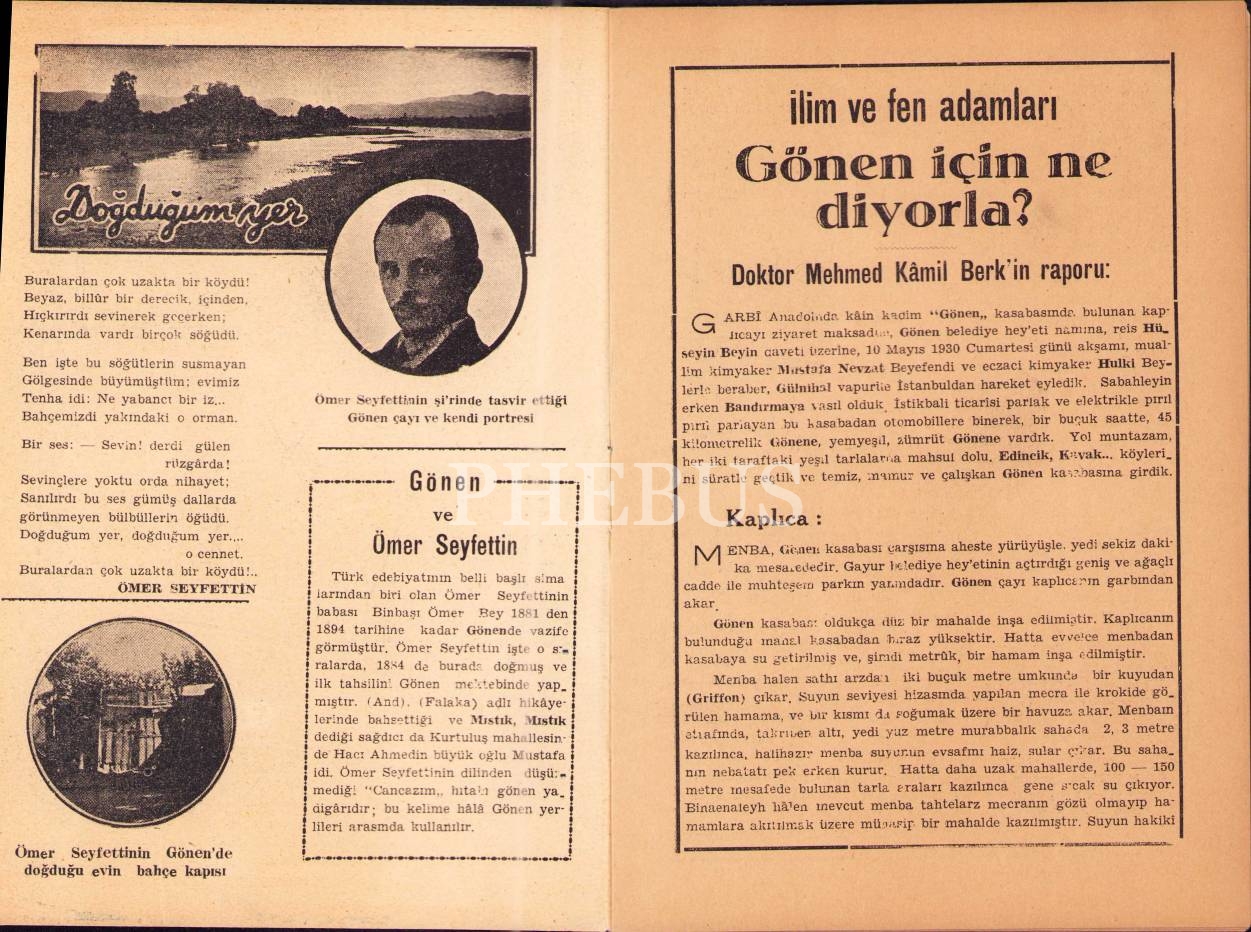 Doğduğum yer
Buralardan çok uzakta bir köydü!
Beyaz, billûr bir derecik, içinden,
Hıçkırırdı sevinerek geçerken;
Kenarında vardı birçok söğüdü.
Ben işte bu söğütlerin susmayan
Gölgesinde büyümüştüm; evimiz
Tenha idi: Ne yabancı bir iz...
Bahçemizdi yakındaki o orman.
Bir ses: — Sevin! derdi gülen
rüzgârda!
Sevinçlere yoktu orda nihayet;
Sanılırdı bu ses gümüş dallarda
görünmeyen bülbüllerin öğüdü.
Doğduğum yer, doğduğum yer....
o cennet.
Buralardan çok uzakta bir köydü!..
ÖMER SEYFETTİN
Ömer Seyfettinin Gönen'de
doğduğu evin bahçe kapısı
Ömer Seyfettinin şi'rinde tasvir ettiği
Gönen çayı ve kendi portresi
Gönen
ve
Ömer Seyfettin
Türk edebiyatının belli başlı sima
larından biri olan Ömer Seyfettinin
babası Binbaşı Ömer Bey 1881 den
1894 tarihine kadar Gönende vazife
görmüştür. Ömer Seyfettin işte o sı-
ralarda, 1884 de burada doğmuş ve
ilk tahsilini Gönen mektebinde yap_
mıştır. (And), (Falaka) adlı hikâye-
lerinde bahsettiği ve Mıstık, Mıstık
dediği sağdıcı da Kurtuluş mahallesin-
de Hacı Ahmedin büyük oğlu Mustafa
idi. Ömer Seyfettinin dilinden düşür-
mediği "Cancazım,, hıtabı gönen ya_
digârıdır; bu kelime hâlâ Gönen yer-
lileri arasında kullanılır.
PHEBUS
ilim ve fen adamları
Gönen için ne
diyorla?
Doktor Mehmed Kâmil Berk'in raporu:
GARBÎ Anadoluda kâin kadim "Gönen,, kasabasında bulunan kap-
lıcayı ziyaret maksadile, Gönen belediye hey'eti namına, reis Hü_
seyin Beyin daveti üzerine, 10 Mayıs 1930 Cumartesi günü akşamı, mual-
lim kimyaker Mustafa Nevzat Beyefendi ve eczaci kimyaker Hulki Bey-
lerle beraber, Gülnihal vapurile İstanbuldan hareket eyledik. Sabahleyin
erken Bandırmaya vasıl olduk. İstikbali ticarîsi parlak ve elektrikle pırıl
pırıl parlayan bu kasabadan otomobillere binerek, bir buçuk saatte, 45
kilometrelik Gönene, yemyeşil, zümrüt Gönene vardık. Yol muntazam,
her iki taraftaki yeşil tarlalarda mahsul dolu. Edincik, Kavak... köyleri_
ni süratle geçtik ve temiz, mamur ve çalışkan Gönen kasabasına girdik.
Kaplıca :
MENBA, Gönen kasabası çarşısına aheste yürüyüşle, yedi sekiz daki-
ka mesafededir. Gayur belediye hey'etinin açtırdığı geniş ve ağaçlı
cadde ile muhteşem parkın yanındadır. Gönen çayı kaplıcanın garbından
akar.
Gönen kasabası oldukça düz bir mahalde inşa edilmiştir. Kaplıcanın
bulunduğu mahal kasabadan biraz yüksektir. Hatta evvelce menbadan
kasabaya su getirilmiş ve, şimdi metrûk, bir hamam inşa edilmiştir.
Menba halen sathı arzdan iki buçuk metre umkunda bir kuyudan
(Griffon) çıkar. Suyun seviyesi hizasında yapılan mecra ile krokide gö_
rülen hamama, ve bir kısmı da soğumak üzere bir havuza akar. Menbaın
etrafında, takriben altı, yedi yuz metre murabbalık sahada 2, 3 metre
kazılınca, halihazır menba suyunun evsafını haiz, sular çıkar. Bu saha_
nın nebatatı pek erken kurur. Hatta daha uzak mahallerde, 100 — 150
metre mesafede bulunan tarla araları kazılınca gene sıcak su çıkıyor.
Binaenaleyh hâlen mevcut menba tahtelarz mecranın gözü olmayıp ha-
mamlara akıtılmak üzere münasip bir mahalde kazılmıştır. Suyun hakiki